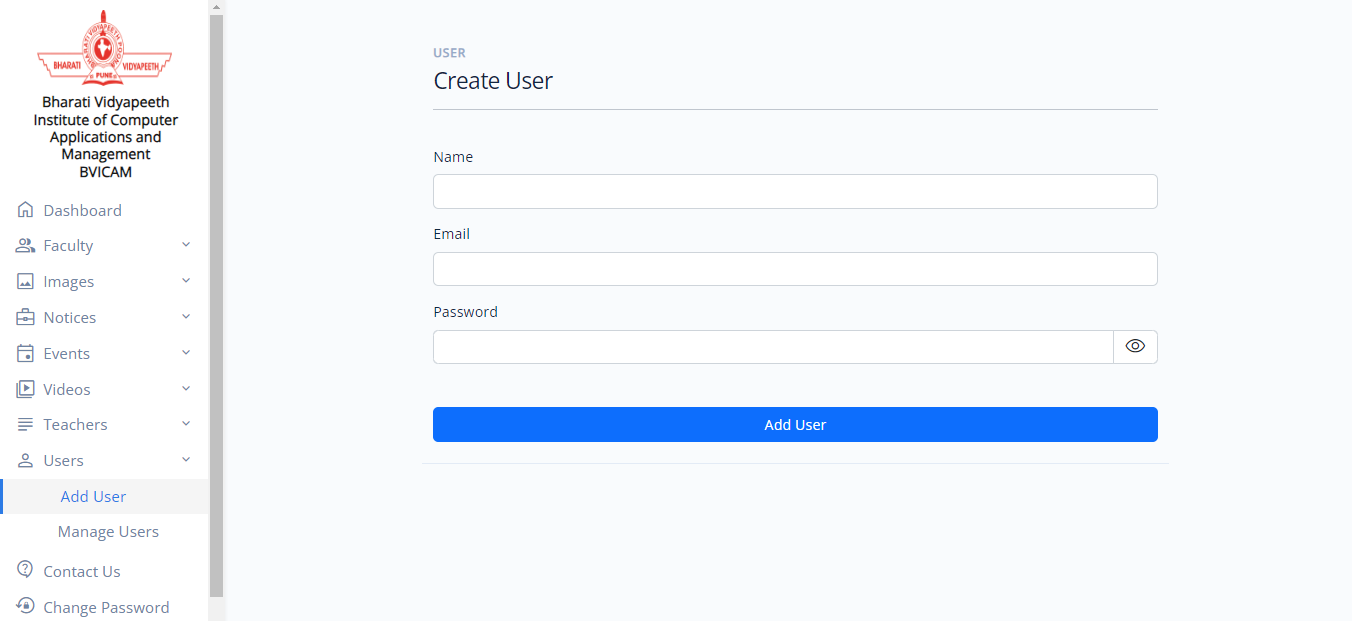 BHARATI VIDYAPEETH
PUNE
Bharati Vidyapeeth
Institute of Computer
Applications and
Management
BVICAM
Dashboard
Faculty
Images
Notices
Events
Videos
Teachers
Users
Add User
Manage Users
Contact Us
Change Password
USER
Create User
Name
Email
Password
Add User